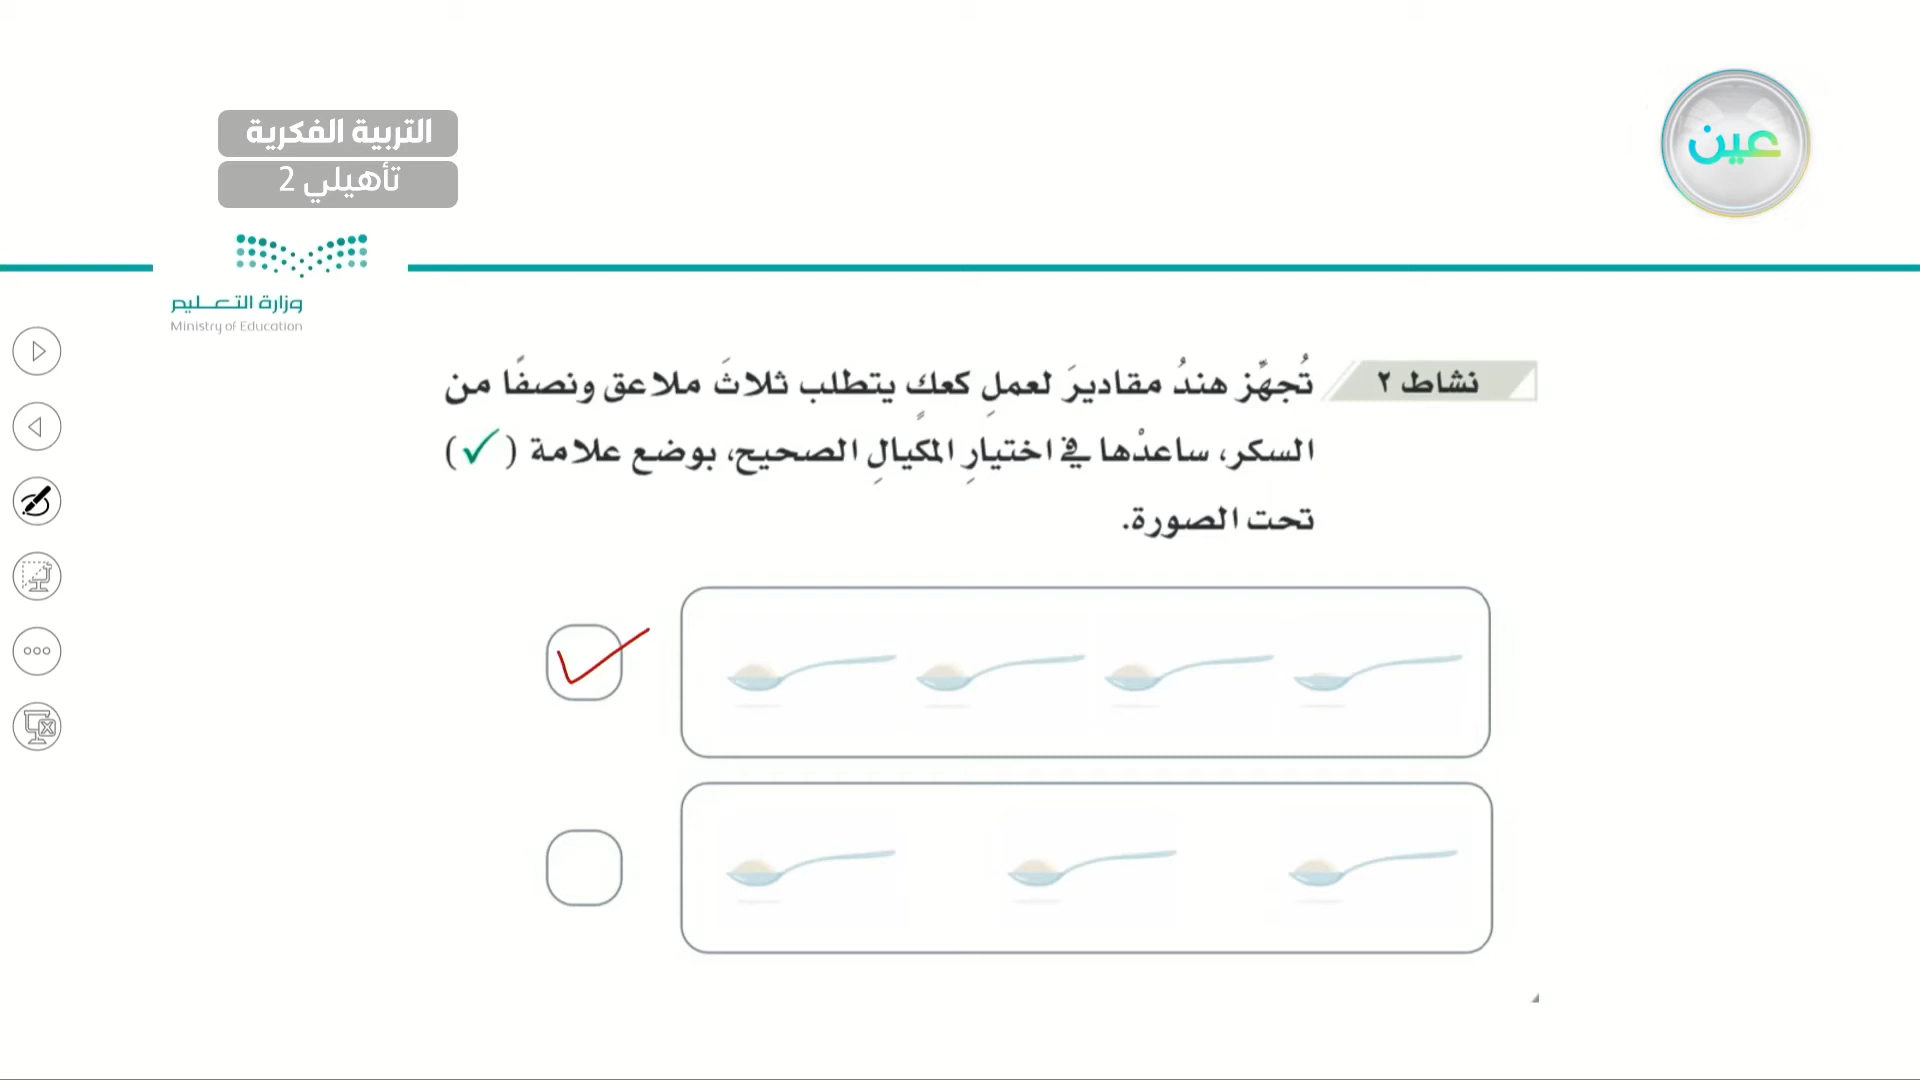 التربية الفكرية
تأهيلي 2
عين
وزارة التعليم
Ministry of Education
نشاط ٢
تُجهِّز هندُ مقاديرَ لعملِ كعكٍ يتطلب ثلاثَ ملاعق ونصفًا من
السكر، ساعدْها في اختيارِ المكيالِ الصحيح، بوضع علامة (✓)
تحت الصورة.